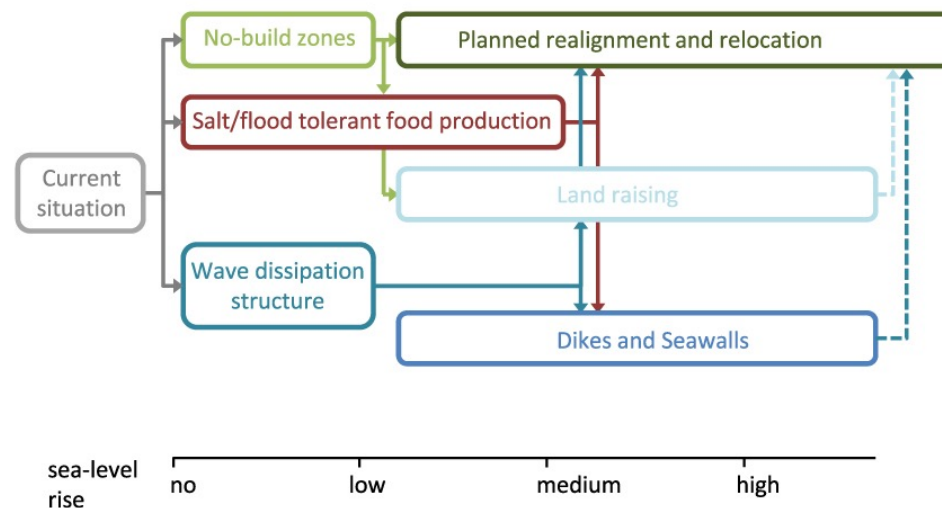 No-build zones
Planned realignment and relocation
Salt/flood tolerant food production
Current
situation
Land raising
Wave dissipation
structure
Dikes and Seawalls
sea-level
rise
no
low
medium
high